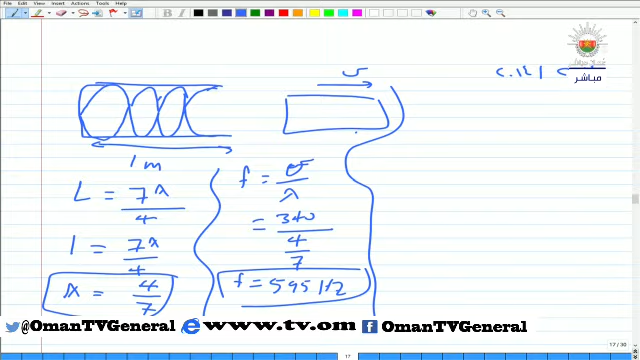 File Edit View Insert Actions Tools Help
مباشر
v
1 m
L = 7λ/4
1 = 7λ/4
λ = 4/7
f = v/λ
= 340 / 4/7
f = 595 Hz
@OmanTVGeneral www.tv.om OmanTVGeneral
17 / 30
17